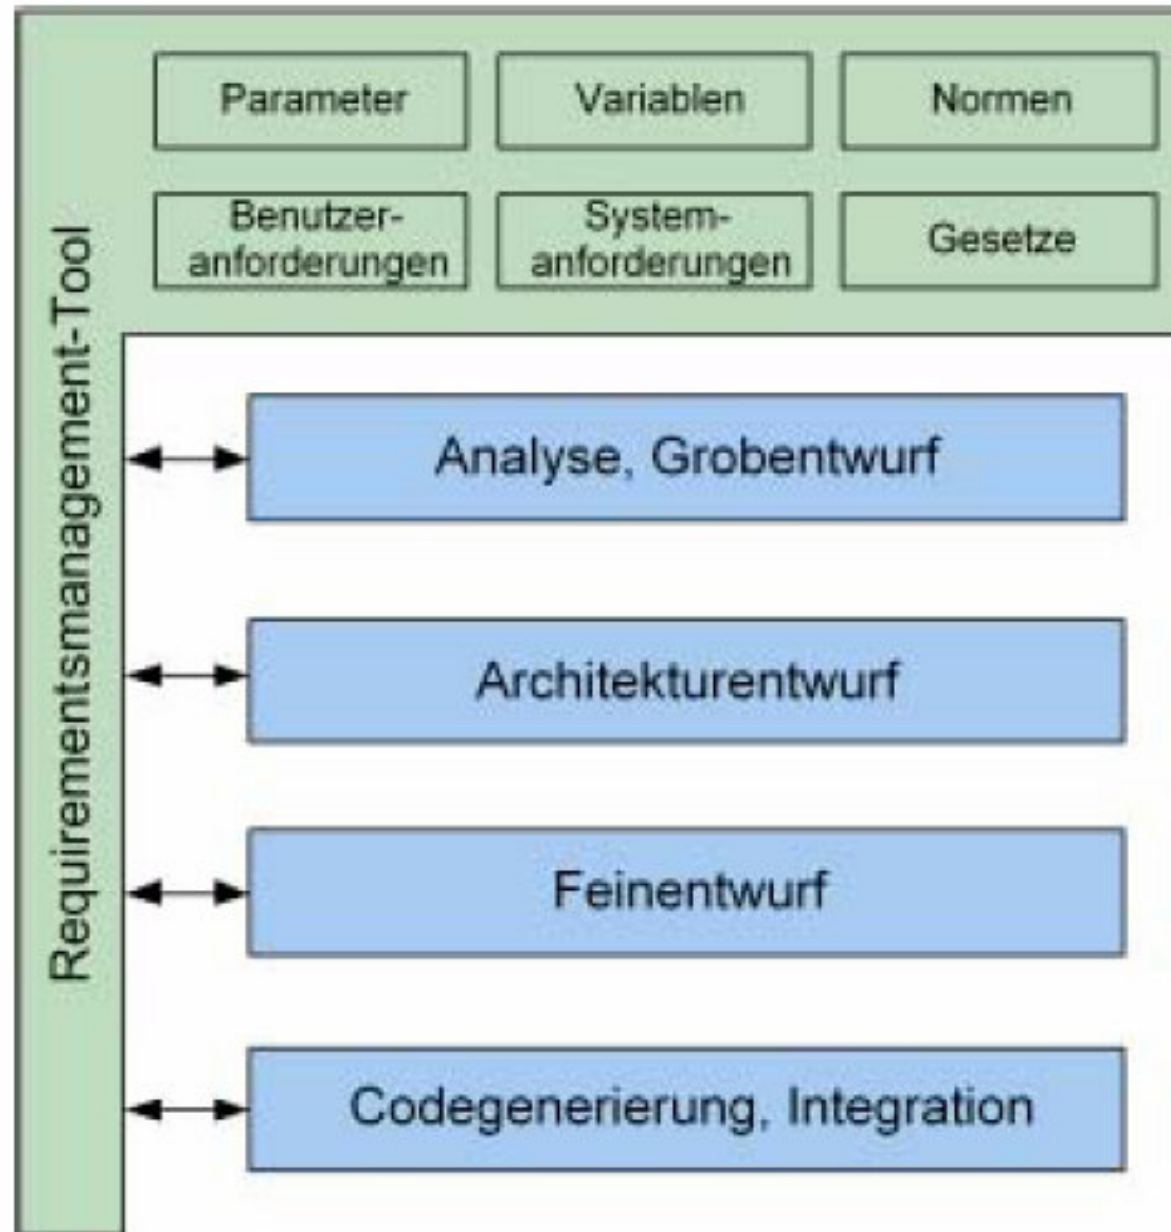 Parameter
Variablen
Normen
Benutzer-
anforderungen
System-
anforderungen
Gesetze
Requirementsmanagement-Tool
Analyse, Grobentwurf
Architekturentwurf
Feinentwurf
Codegenerierung, Integration